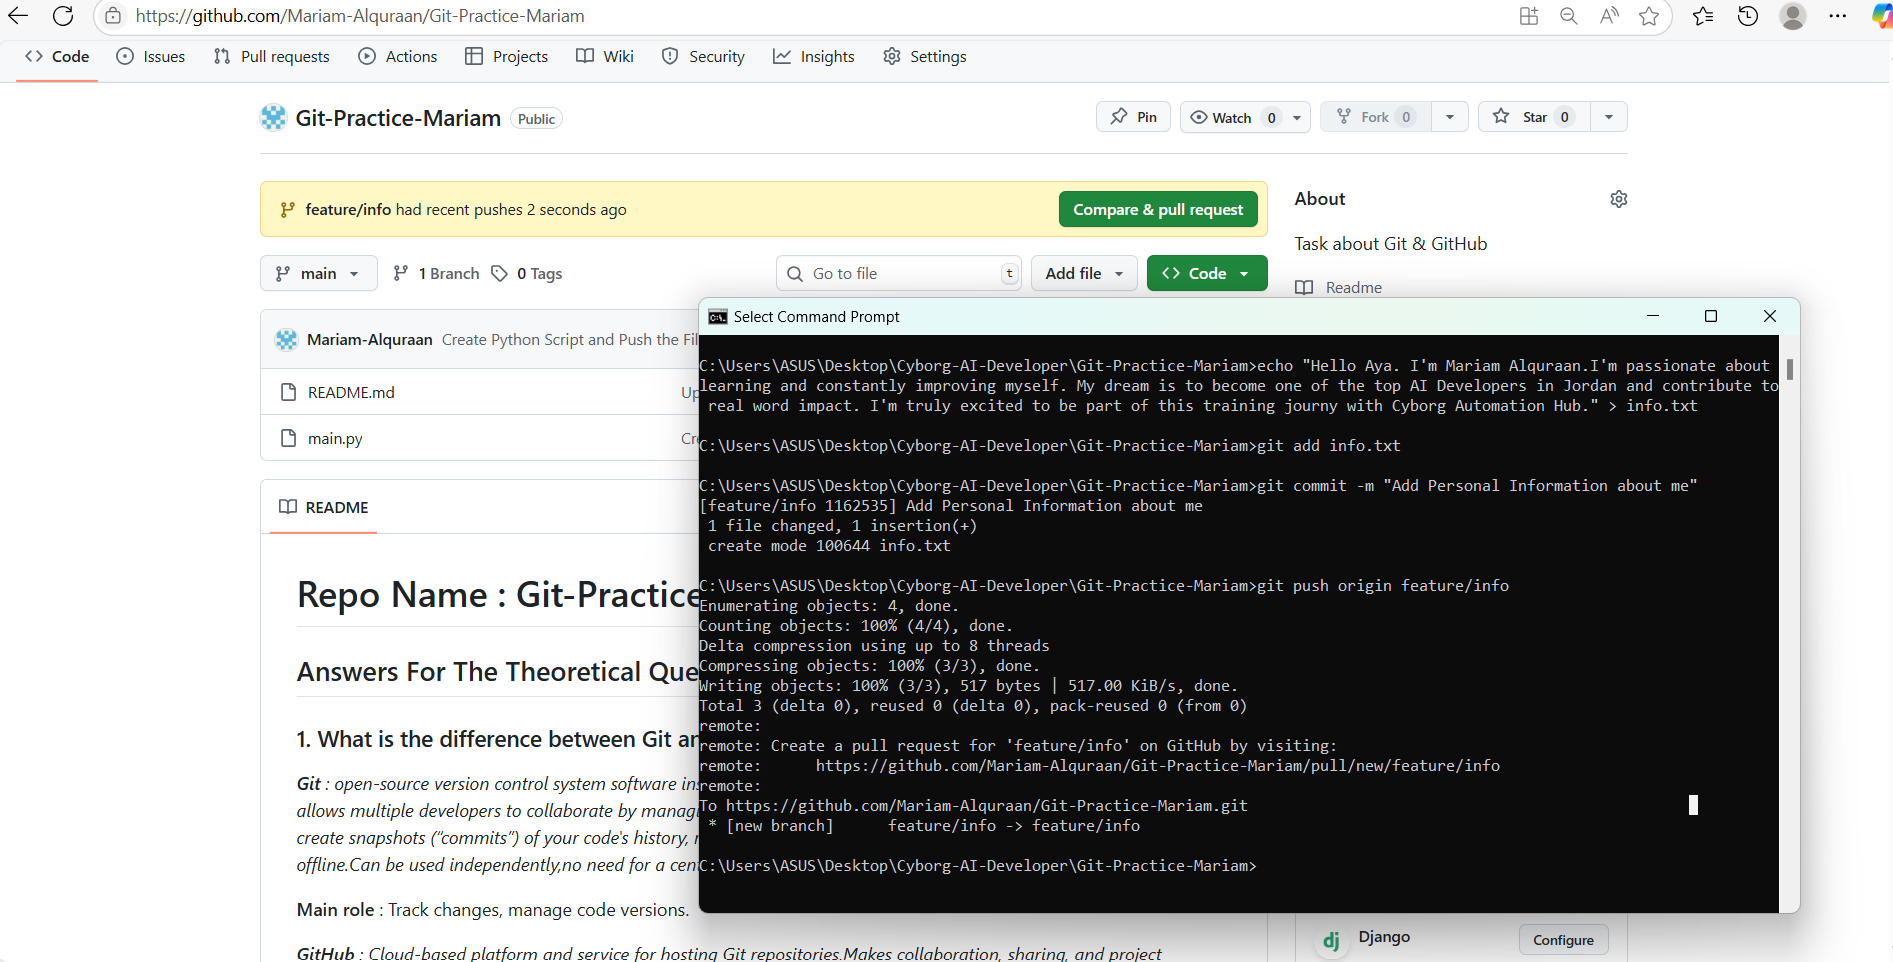 https://github.com/Mariam-Alquraan/Git-Practice-Mariam
Code Issues Pull requests Actions Projects Wiki Security Insights Settings
Git-Practice-Mariam Public Pin Watch 0 Fork 0 Star 0
feature/info had recent pushes 2 seconds ago Compare & pull request
About
Task about Git & GitHub
Readme
main 1 Branch 0 Tags Go to file t Add file Code
Mariam-Alquraan Create Python Script and Push the Fil
README.md Up
main.py Cre
README
Repo Name : Git-Practice
Answers For The Theoretical Que
1. What is the difference between Git an
Git : open-source version control system software ins
allows multiple developers to collaborate by manag
create snapshots (“commits”) of your code's history, r
offline.Can be used independently,no need for a cen
Main role : Track changes, manage code versions.
GitHub : Cloud-based platform and service for hosting Git repositories.Makes collaboration, sharing, and project
Select Command Prompt
C:\Users\ASUS\Desktop\Cyborg-AI-Developer\Git-Practice-Mariam>echo "Hello Aya. I'm Mariam Alquraan.I'm passionate about
learning and constantly improving myself. My dream is to become one of the top AI Developers in Jordan and contribute to
real word impact. I'm truly excited to be part of this training journy with Cyborg Automation Hub." > info.txt
C:\Users\ASUS\Desktop\Cyborg-AI-Developer\Git-Practice-Mariam>git add info.txt
C:\Users\ASUS\Desktop\Cyborg-AI-Developer\Git-Practice-Mariam>git commit -m "Add Personal Information about me"
[feature/info 1162535] Add Personal Information about me
1 file changed, 1 insertion(+)
create mode 100644 info.txt
C:\Users\ASUS\Desktop\Cyborg-AI-Developer\Git-Practice-Mariam>git push origin feature/info
Enumerating objects: 4, done.
Counting objects: 100% (4/4), done.
Delta compression using up to 8 threads
Compressing objects: 100% (3/3), done.
Writing objects: 100% (3/3), 517 bytes | 517.00 KiB/s, done.
Total 3 (delta 0), reused 0 (delta 0), pack-reused 0 (from 0)
remote:
remote: Create a pull request for 'feature/info' on GitHub by visiting:
remote: https://github.com/Mariam-Alquraan/Git-Practice-Mariam/pull/new/feature/info
remote:
To https://github.com/Mariam-Alquraan/Git-Practice-Mariam.git
* [new branch] feature/info -> feature/info
C:\Users\ASUS\Desktop\Cyborg-AI-Developer\Git-Practice-Mariam>
dj Django Configure